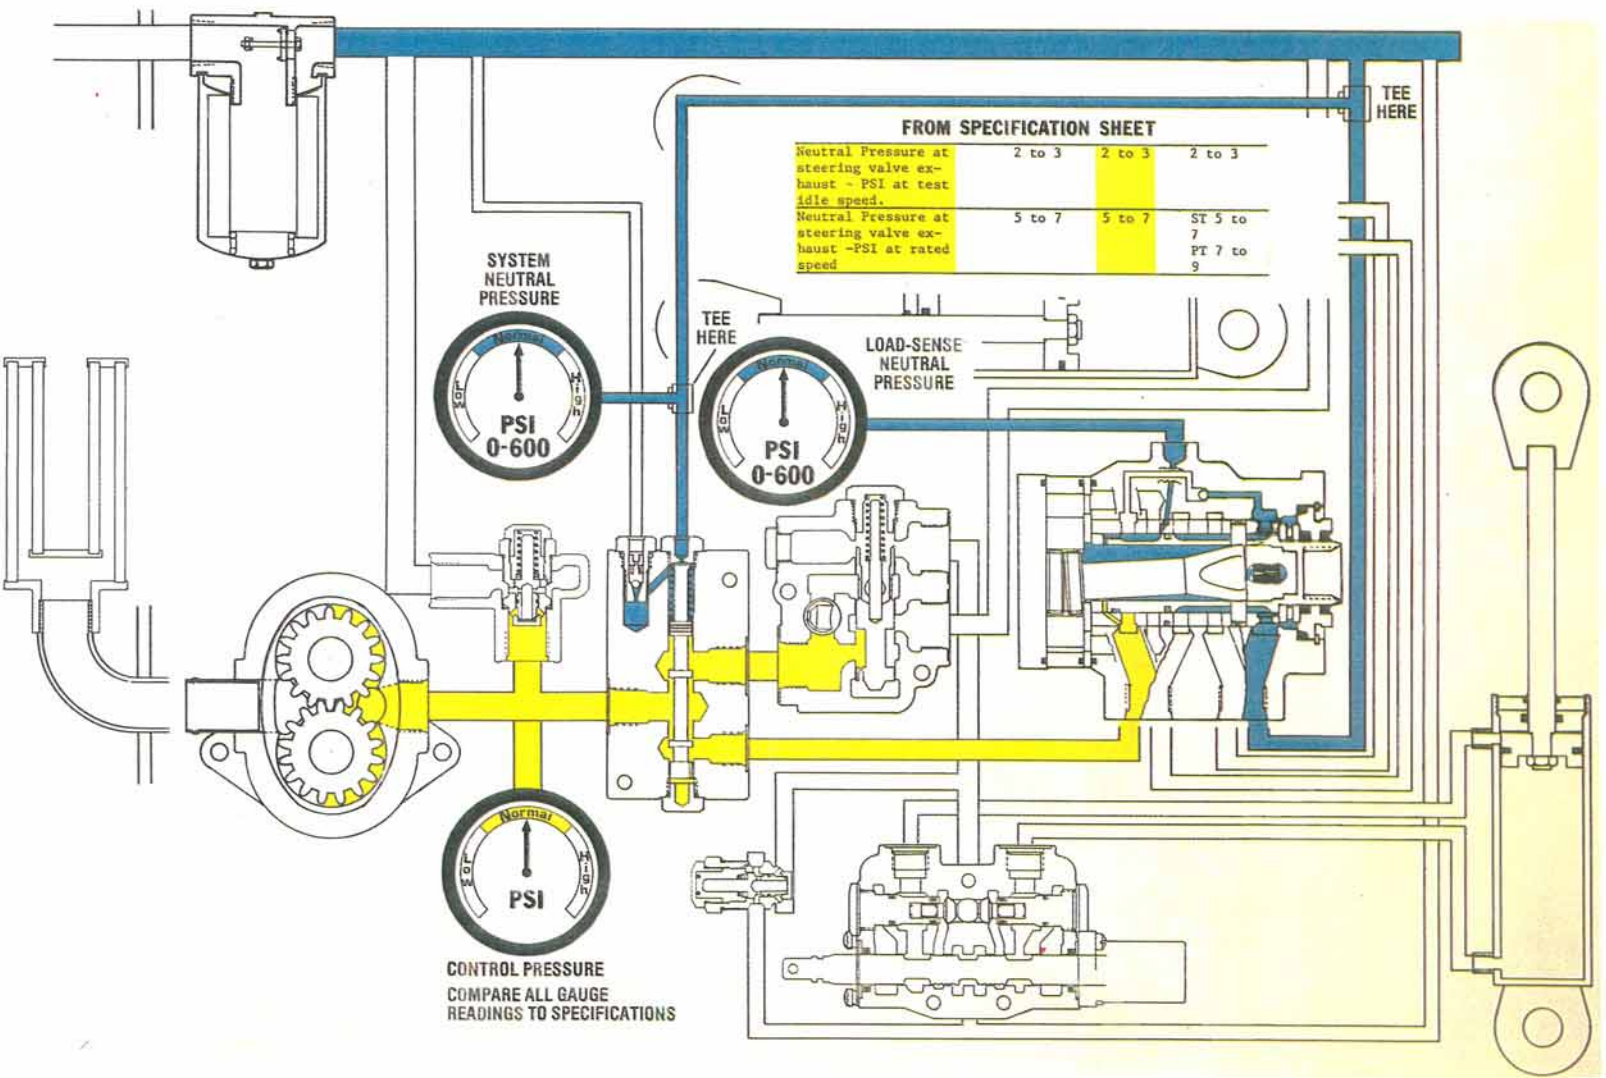 TEE
HERE
FROM SPECIFICATION SHEET
Neutral Pressure at
steering valve ex-
haust - PSI at test
idle speed.
2 to 3
2 to 3
2 to 3
Neutral Pressure at
steering valve ex-
haust -PSI at rated
speed
5 to 7
5 to 7
ST 5 to
7
PT 7 to
9
SYSTEM
NEUTRAL
PRESSURE
Normal
Low
High
PSI
0-600
TEE
HERE
LOAD-SENSE
NEUTRAL
PRESSURE
Normal
Low
High
PSI
0-600
Normal
Low
High
PSI
CONTROL PRESSURE
COMPARE ALL GAUGE
READINGS TO SPECIFICATIONS